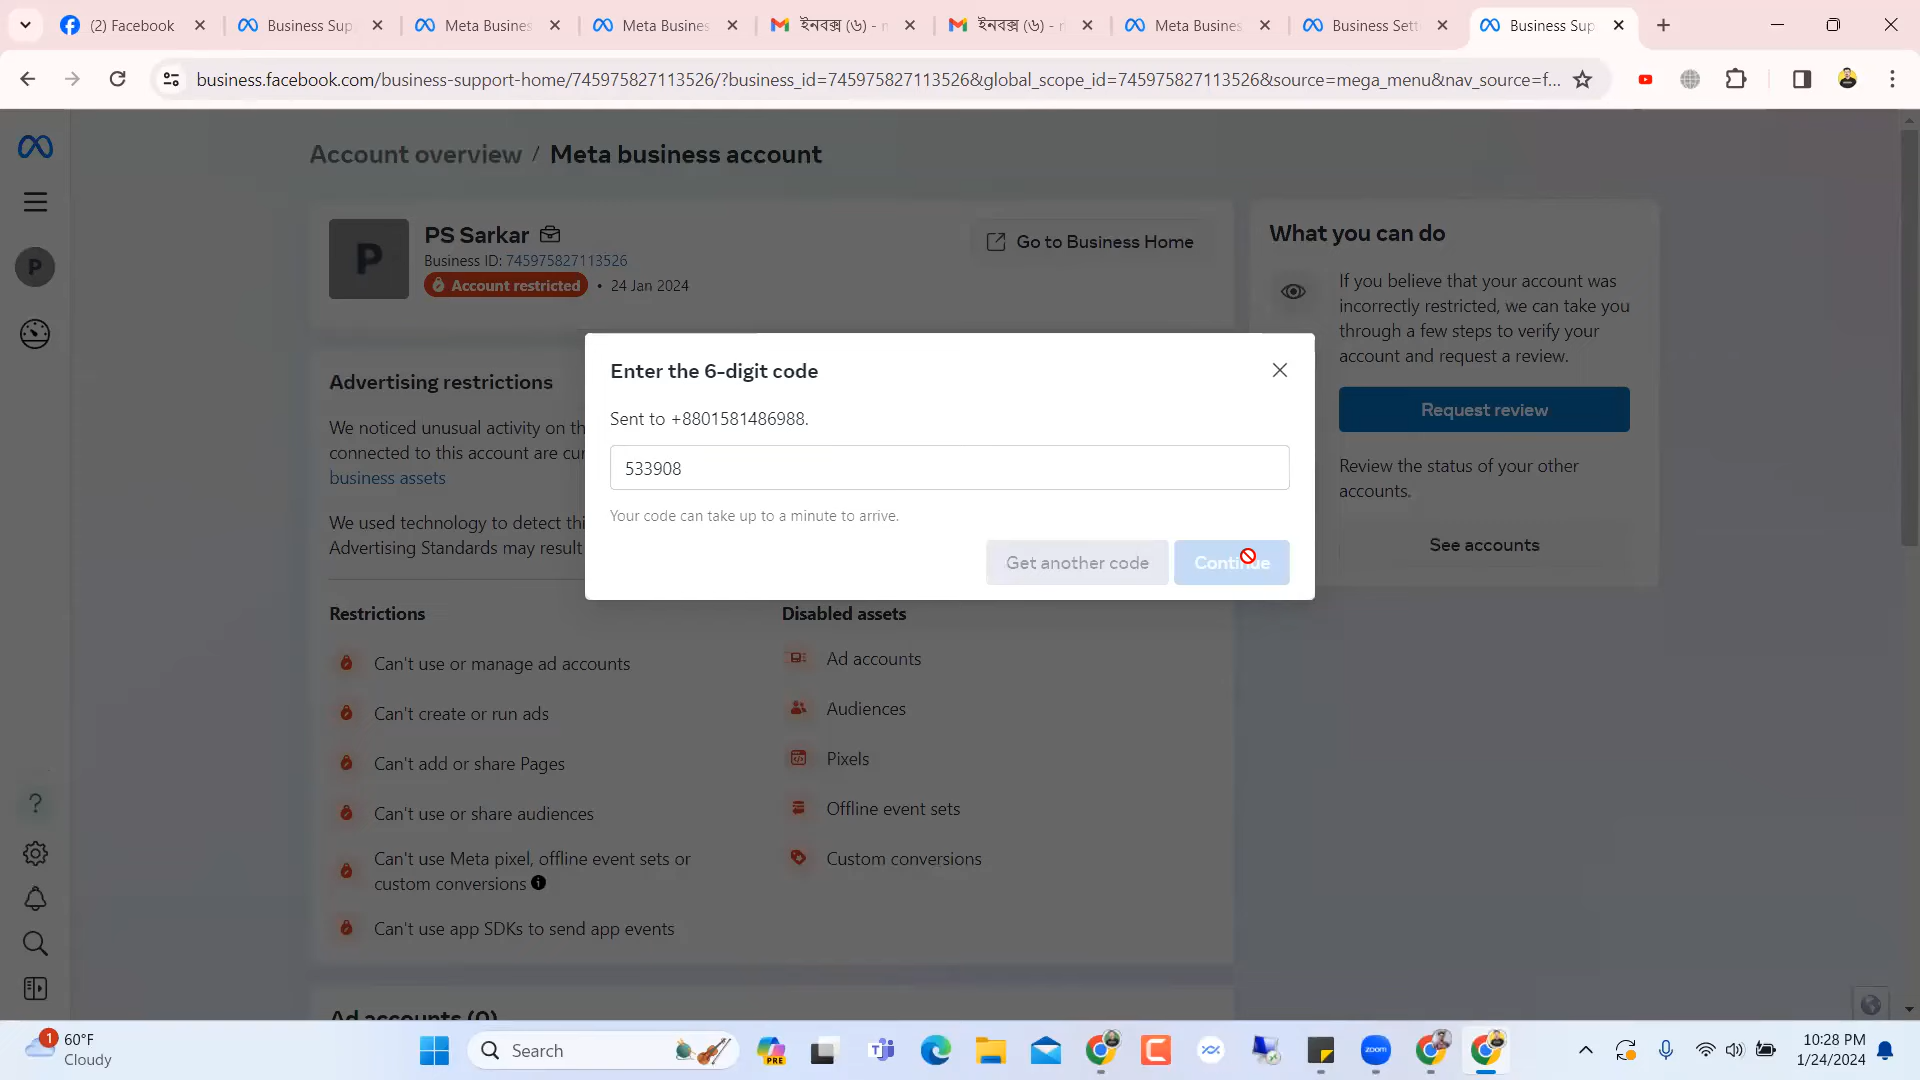 (2) Facebook
Business Sup
Meta Busines
Meta Busines
ইনবক্স (৬) -
ইনবক্স (৬) -
Meta Busines
Business Sett
Business Sup
business.facebook.com/business-support-home/745975827113526/?business_id=745975827113526&global_scope_id=745975827113526&source=mega_menu&nav_source=f...
Account overview / Meta business account
P
P
PS Sarkar
Business ID: 745975827113526
Account restricted • 24 Jan 2024
Go to Business Home
What you can do
If you believe that your account was
incorrectly restricted, we can take you
through a few steps to verify your
account and request a review.
Request review
Review the status of your other
accounts.
See accounts
Advertising restrictions
We noticed unusual activity on th
connected to this account are cur
business assets
We used technology to detect thi
Advertising Standards may result
Enter the 6-digit code
Sent to +8801581486988.
533908
Your code can take up to a minute to arrive.
Get another code
Continue
Restrictions
Can't use or manage ad accounts
Can't create or run ads
Can't add or share Pages
Can't use or share audiences
Can't use Meta pixel, offline event sets or
custom conversions
Can't use app SDKs to send app events
Disabled assets
Ad accounts
Audiences
Pixels
Offline event sets
Custom conversions
Ad accounts (0)
1
60°F
Cloudy
Search
PRE
zoom
10:28 PM
1/24/2024